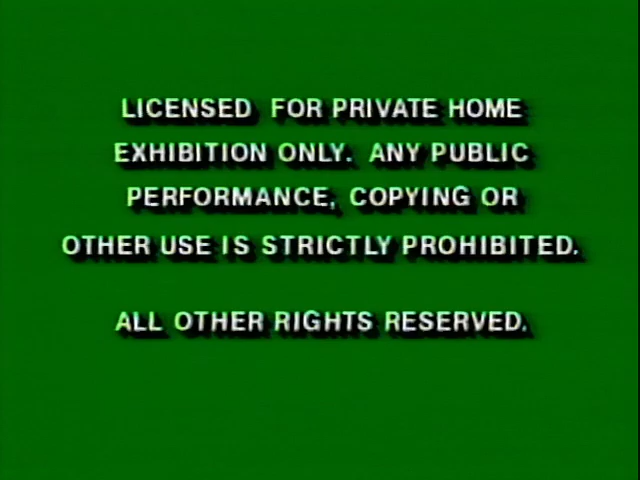 LICENSED FOR PRIVATE HOME
EXHIBITION ONLY. ANY PUBLIC
PERFORMANCE, COPYING OR
OTHER USE IS STRICTLY PROHIBITED.
ALL OTHER RIGHTS RESERVED.